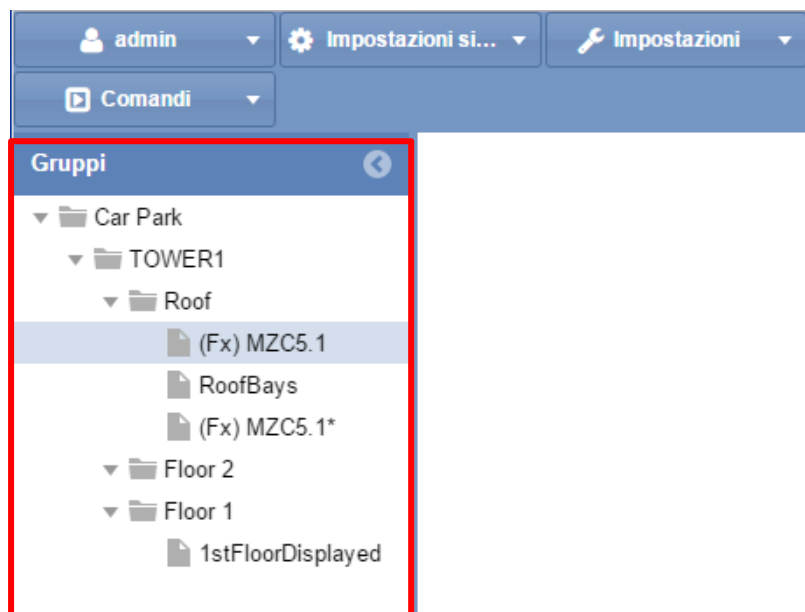 admin Impostazioni si... Impostazioni
Comandi
Gruppi
Car Park
TOWER1
Roof
(Fx) MZC5.1
RoofBays
(Fx) MZC5.1*
Floor 2
Floor 1
1stFloorDisplayed